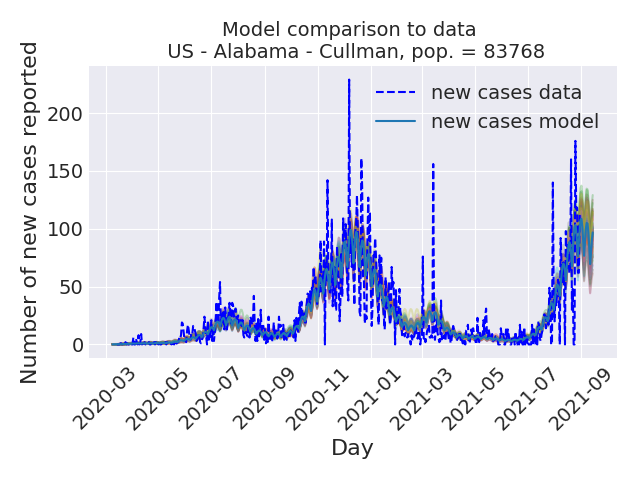 Model comparison to data
US - Alabama - Cullman, pop. = 83768
Number of new cases reported
200
150
100
50
0
new cases data
new cases model
2020-03
2020-05
2020-07
2020-09
2020-11
2021-01
2021-03
2021-05
2021-07
2021-09
Day